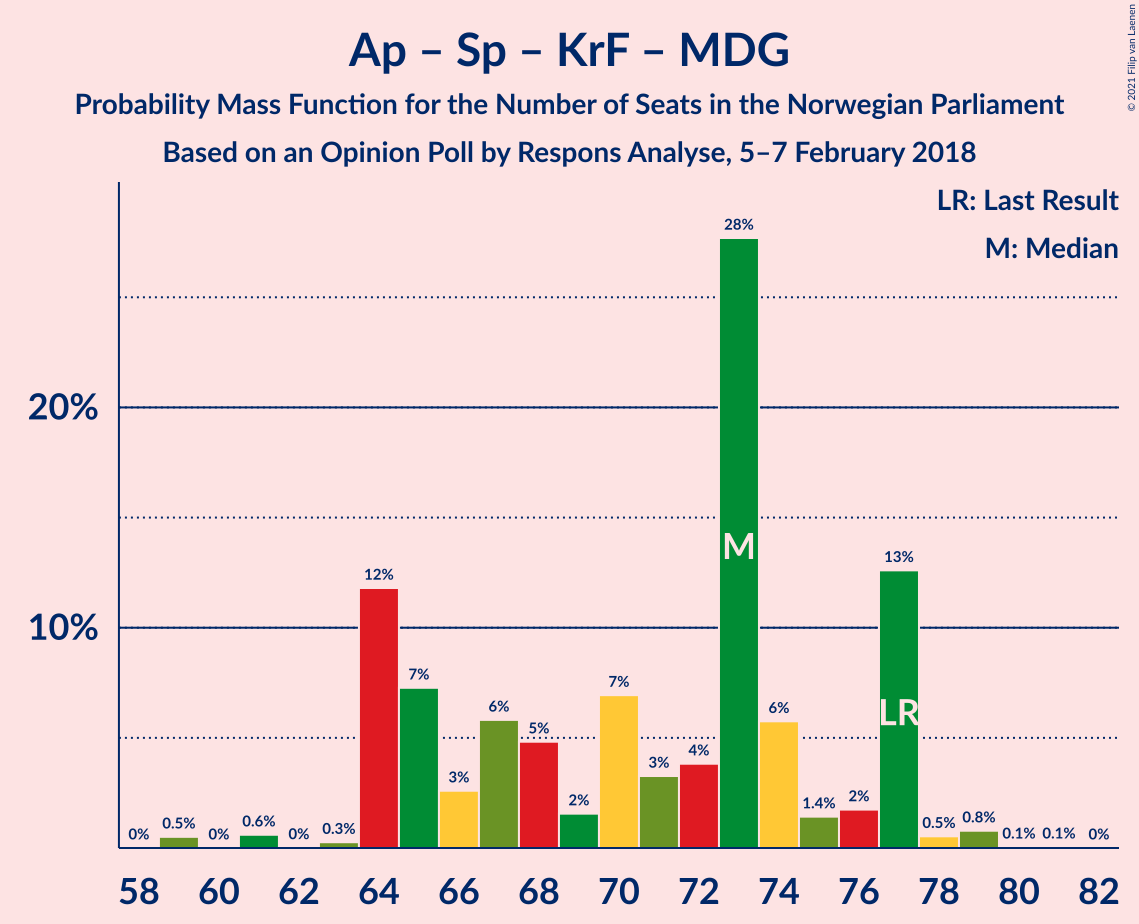 Ap – Sp – KrF – MDG
Probability Mass Function for the Number of Seats in the Norwegian Parliament
Based on an Opinion Poll by Respons Analyse, 5–7 February 2018
© 2021 Filip van Laenen
LR: Last Result
M: Median
28%
20%
M
13%
12%
10%
7%
7%
LR
6%
6%
5%
4%
3%
3%
2%
2%
1.4%
0% 0.5% 0% 0.6% 0% 0.3%
0.5% 0.8% 0.1% 0.1% 0%
58 60 62 64 66 68 70 72 74 76 78 80 82